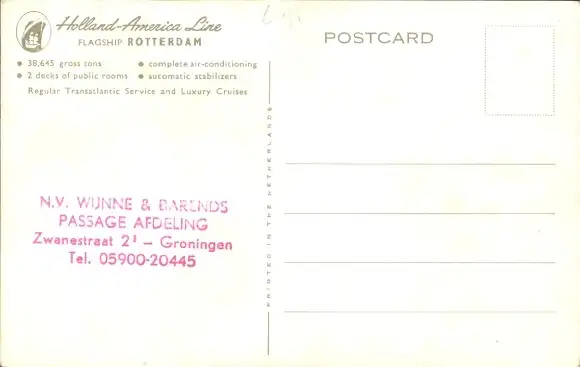 Holland-America Line
FLAGSHIP ROTTERDAM
• 38,645 gross tons • complete air-conditioning
• 2 decks of public rooms • automatic stabilizers
Regular Transatlantic Service and Luxury Cruises
POSTCARD
PRINTED IN THE NETHERLANDS
N.V. WIJNNE & BARENDS
PASSAGE AFDELING
Zwanestraat 2³ – Groningen
Tel. 05900-20445